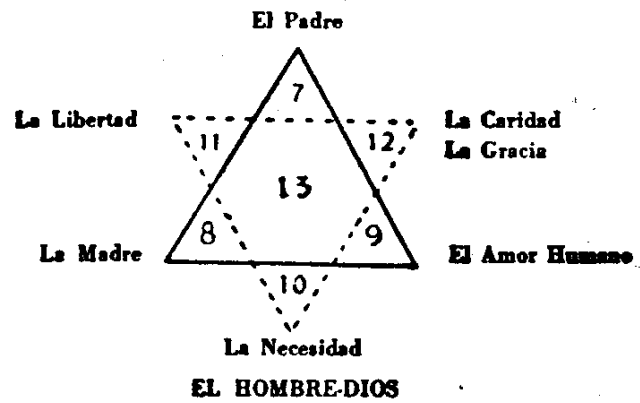 El Padre
7
La Libertad
La Caridad
11
12
La Gracia
13
8
9
La Madre
El Amor Humano
10
La Necesidad
EL HOMBRE-DIOS